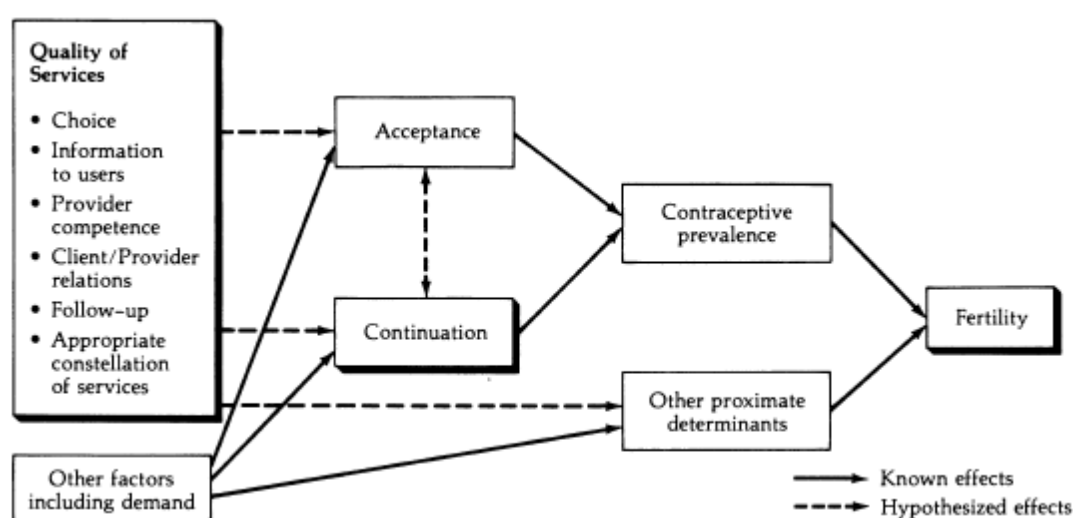 Quality of
Services
• Choice
• Information
to users
• Provider
competence
• Client/Provider
relations
• Follow-up
• Appropriate
constellation
of services
Other factors
including demand
Acceptance
Continuation
Contraceptive
prevalence
Other proximate
determinants
Fertility
Known effects
Hypothesized effects